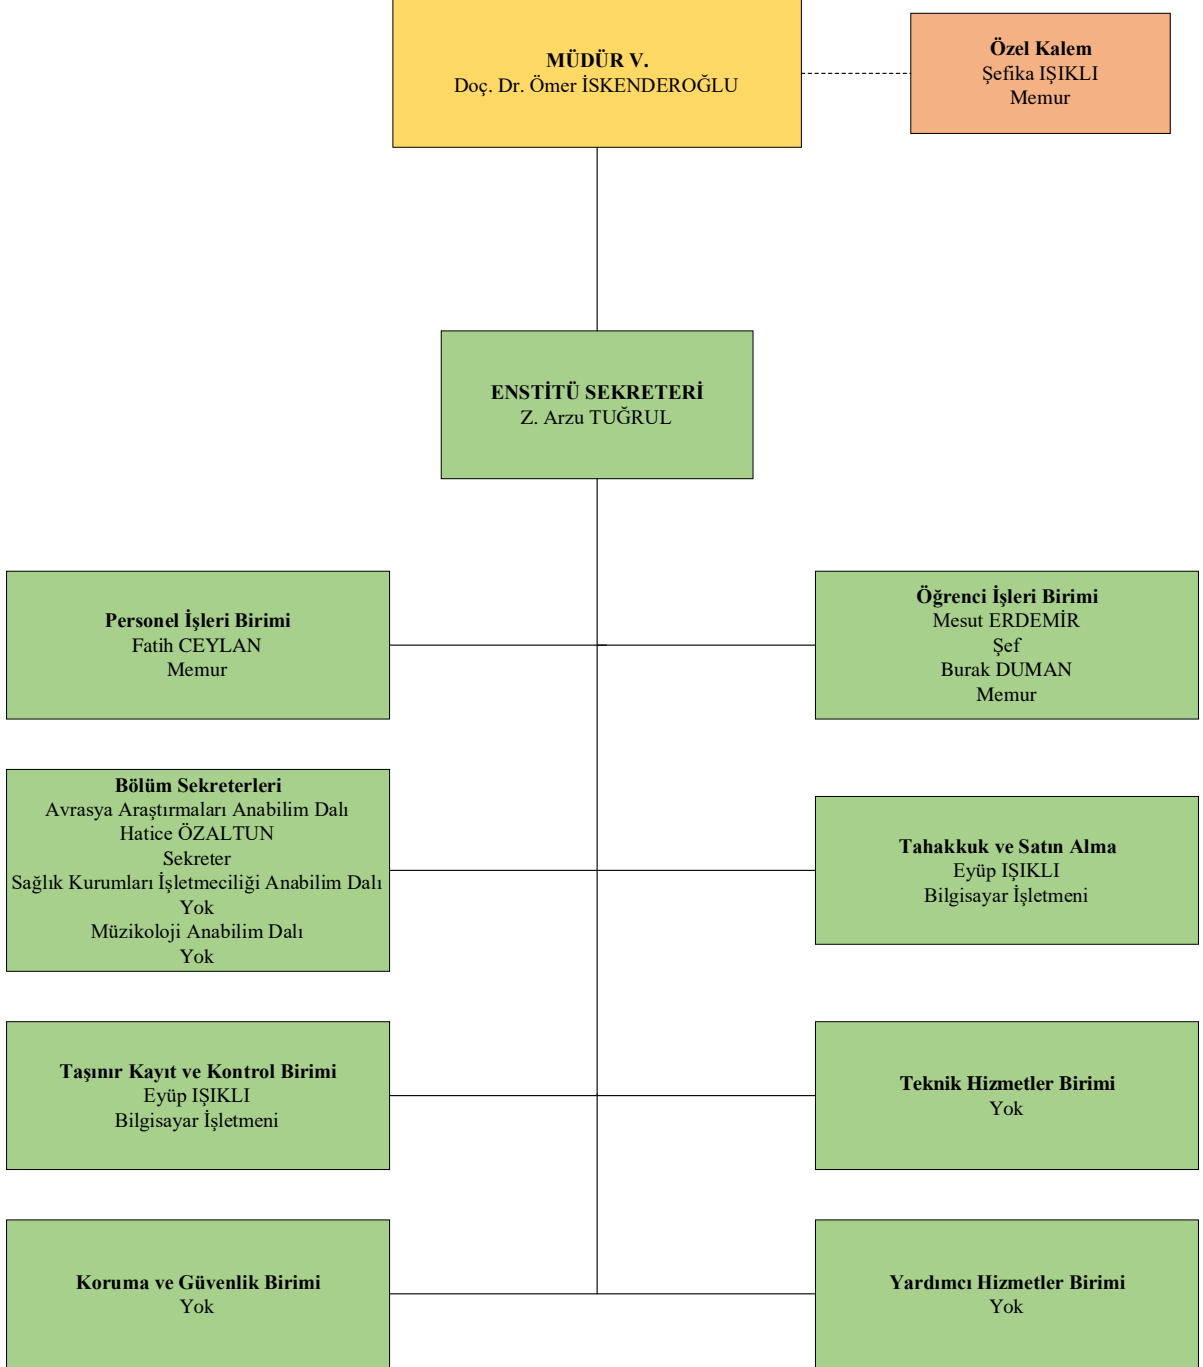 MÜDÜR V.
Doç. Dr. Ömer İSKENDEROĞLU
Özel Kalem
Şefika IŞIKLI
Memur
ENSTİTÜ SEKRETERİ
Z. Arzu TUĞRUL
Personel İşleri Birimi
Fatih CEYLAN
Memur
Öğrenci İşleri Birimi
Mesut ERDEMİR
Şef
Burak DUMAN
Memur
Bölüm Sekreterleri
Avrasya Araştırmaları Anabilim Dalı
Hatice ÖZALTUN
Sekreter
Sağlık Kurumları İşletmeciliği Anabilim Dalı
Yok
Müzikoloji Anabilim Dalı
Yok
Tahakkuk ve Satın Alma
Eyüp IŞIKLI
Bilgisayar İşletmeni
Taşınır Kayıt ve Kontrol Birimi
Eyüp IŞIKLI
Bilgisayar İşletmeni
Teknik Hizmetler Birimi
Yok
Koruma ve Güvenlik Birimi
Yok
Yardımcı Hizmetler Birimi
Yok